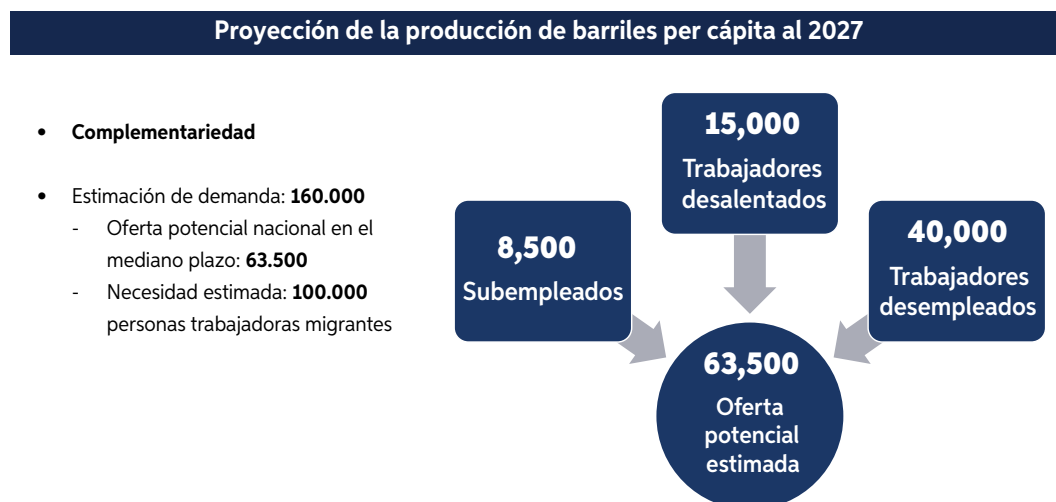 Proyección de la producción de barriles per cápita al 2027
• Complementariedad
• Estimación de demanda: 160.000
- Oferta potencial nacional en el
mediano plazo: 63.500
- Necesidad estimada: 100.000
personas trabajadoras migrantes
15,000
Trabajadores
desalentados
8,500
Subempleados
40,000
Trabajadores
desempleados
63,500
Oferta
potencial
estimada